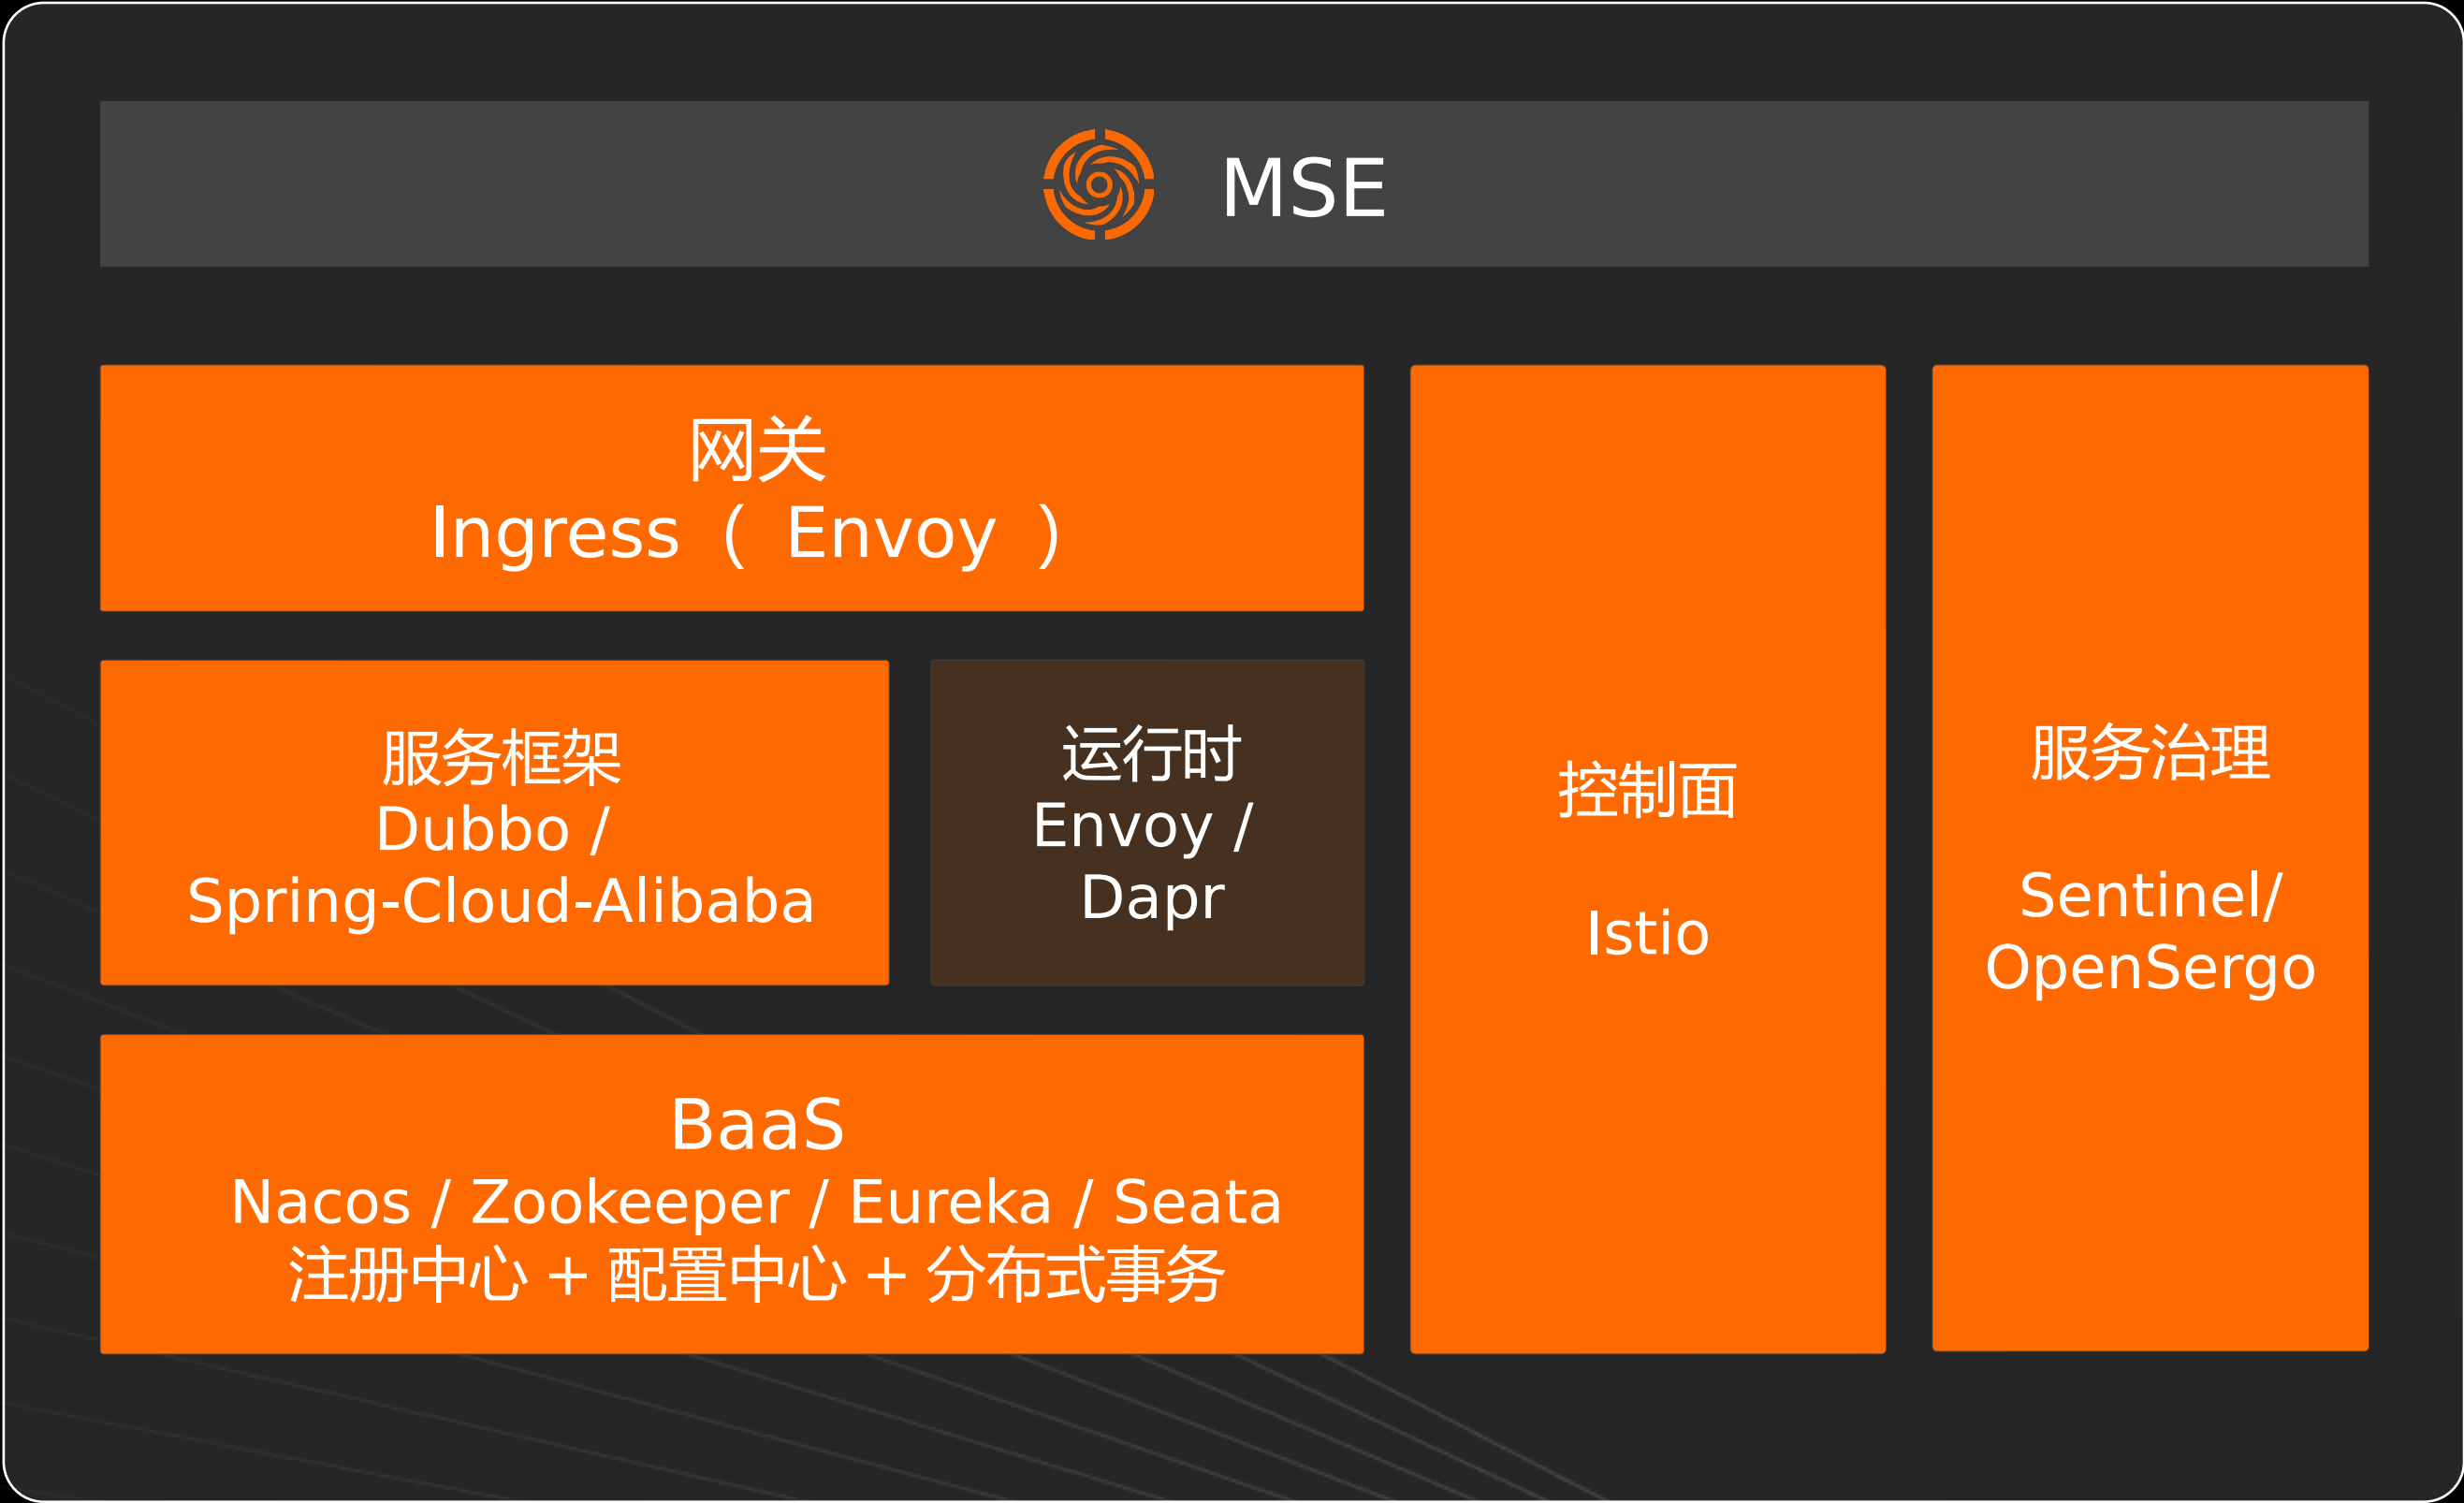 MSE
网关
Ingress（ Envoy ）
服务框架
Dubbo /
Spring-Cloud-Alibaba
运行时
Envoy /
Dapr
BaaS
Nacos / Zookeeper / Eureka / Seata
注册中心 + 配置中心 + 分布式事务
控制面
Istio
服务治理
Sentinel/
OpenSergo